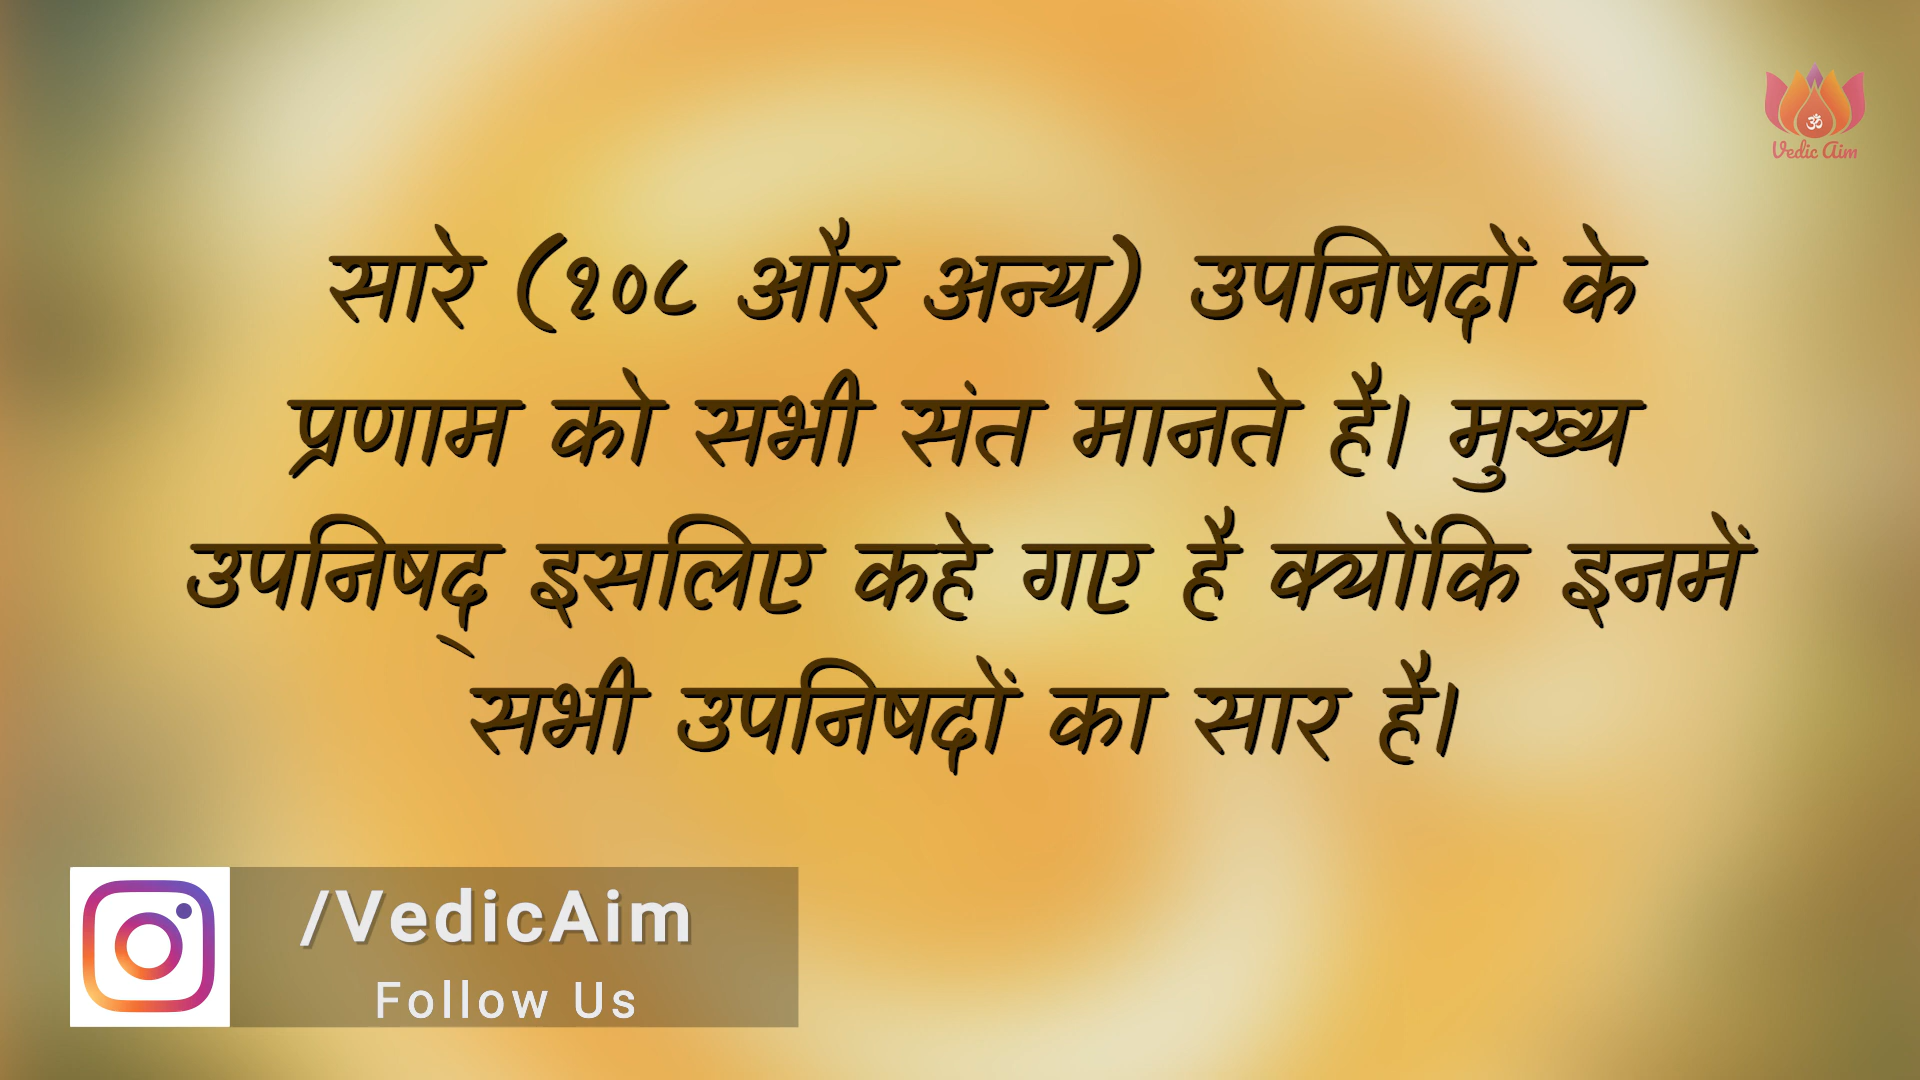 Vedic Aim
सारे (१०८ और अन्य) उपनिषदों के
प्रणाम को सभी संत मानते है। मुख्य
उपनिषद् इसलिए कहे गए है क्योंकि इनमें
सभी उपनिषदों का सार है।
/VedicAim
Follow Us